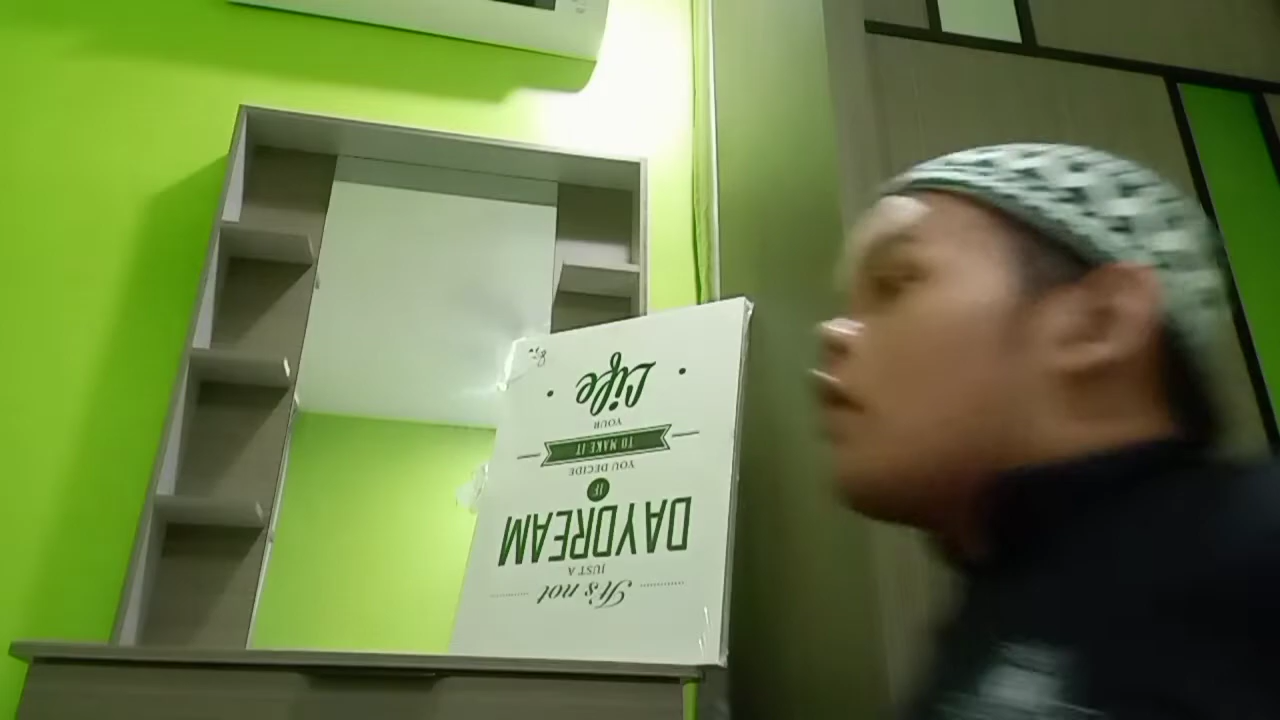 It's not
JUST A
DAYDREAM
IF
YOU DECIDE
TO MAKE IT
YOUR
Life